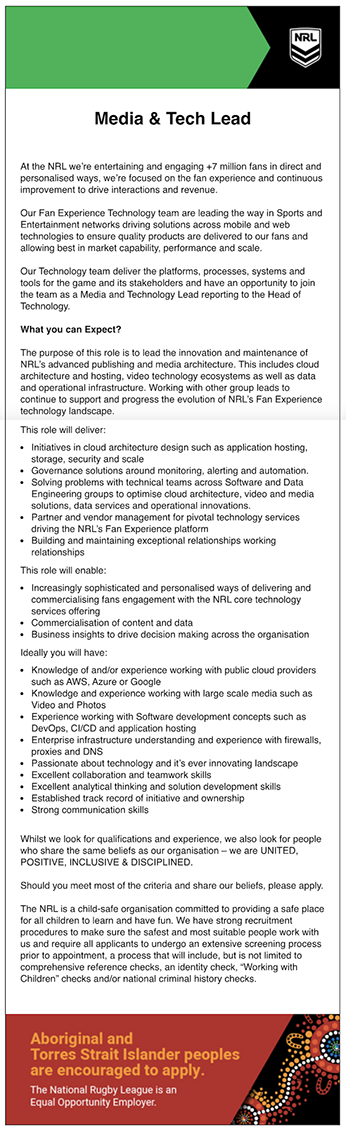 NRL
Media & Tech Lead
At the NRL we're entertaining and engaging +7 million fans in direct and
personalised ways, we're focused on the fan experience and continuous
improvement to drive interactions and revenue.
Our Fan Experience Technology team are leading the way in Sports and
Entertainment networks driving solutions across mobile and web
technologies to ensure quality products are delivered to our fans and
allowing best in market capability, performance and scale.
Our Technology team deliver the platforms, processes, systems and
tools for the game and its stakeholders and have an opportunity to join
the team as a Media and Technology Lead reporting to the Head of
Technology.
What you can Expect?
The purpose of this role is to lead the innovation and maintenance of
NRL's advanced publishing and media architecture. This includes cloud
architecture and hosting, video technology ecosystems as well as data
and operational infrastructure. Working with other group leads to
continue to support and progress the evolution of NRL's Fan Experience
technology landscape.
This role will deliver:
• Initiatives in cloud architecture design such as application hosting,
storage, security and scale
• Governance solutions around monitoring, alerting and automation.
• Solving problems with technical teams across Software and Data
Engineering groups to optimise cloud architecture, video and media
solutions, data services and operational innovations.
• Partner and vendor management for pivotal technology services
driving the NRL's Fan Experience platform
• Building and maintaining exceptional relationships working
relationships
This role will enable:
• Increasingly sophisticated and personalised ways of delivering and
commercialising fans engagement with the NRL core technology
services offering
• Commercialisation of content and data
• Business insights to drive decision making across the organisation
Ideally you will have:
• Knowledge of and/or experience working with public cloud providers
such as AWS, Azure or Google
• Knowledge and experience working with large scale media such as
Video and Photos
• Experience working with Software development concepts such as
DevOps, CI/CD and application hosting
• Enterprise infrastructure understanding and experience with firewalls,
proxies and DNS
• Passionate about technology and it's ever innovating landscape
• Excellent collaboration and teamwork skills
• Excellent analytical thinking and solution development skills
• Established track record of initiative and ownership
• Strong communication skills
Whilst we look for qualifications and experience, we also look for people
who share the same beliefs as our organisation – we are UNITED,
POSITIVE, INCLUSIVE & DISCIPLINED.
Should you meet most of the criteria and share our beliefs, please apply.
The NRL is a child-safe organisation committed to providing a safe place
for all children to learn and have fun. We have strong recruitment
procedures to make sure the safest and most suitable people work with
us and require all applicants to undergo an extensive screening process
prior to appointment, a process that will include, but is not limited to
comprehensive reference checks, an identity check, "Working with
Children" checks and/or national criminal history checks.
Aboriginal and
Torres Strait Islander peoples
are encouraged to apply.
The National Rugby League is an
Equal Opportunity Employer.